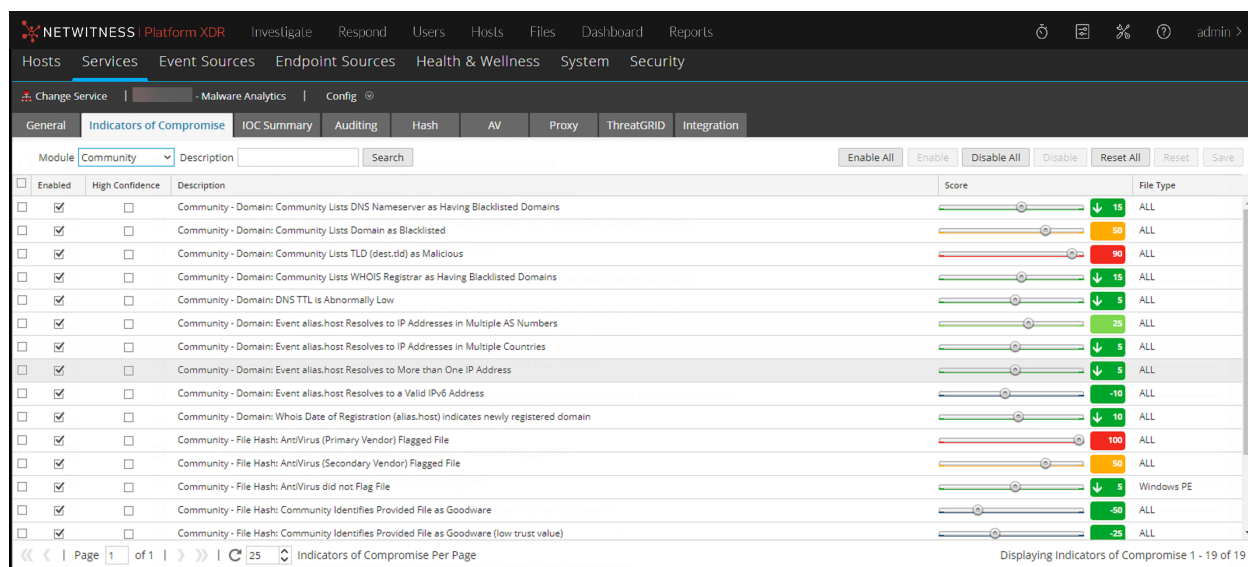 NETWITNESS | Platform XDR Investigate Respond Users Hosts Files Dashboard Reports admin >
Hosts Services Event Sources Endpoint Sources Health & Wellness System Security
Change Service | - Malware Analytics | Config
General Indicators of Compromise IOC Summary Auditing Hash AV Proxy ThreatGRID Integration
Module Community Description Search Enable All Enable Disable All Disable Reset All Reset Save
Enabled High Confidence Description Score File Type
Community - Domain: Community Lists DNS Nameserver as Having Blacklisted Domains 15 ALL
Community - Domain: Community Lists Domain as Blacklisted 50 ALL
Community - Domain: Community Lists TLD (dest.tld) as Malicious 90 ALL
Community - Domain: Community Lists WHOIS Registrar as Having Blacklisted Domains 15 ALL
Community - Domain: DNS TTL is Abnormally Low 5 ALL
Community - Domain: Event alias.host Resolves to IP Addresses in Multiple AS Numbers 25 ALL
Community - Domain: Event alias.host Resolves to IP Addresses in Multiple Countries 5 ALL
Community - Domain: Event alias.host Resolves to More than One IP Address 5 ALL
Community - Domain: Event alias.host Resolves to a Valid IPv6 Address -10 ALL
Community - Domain: Whois Date of Registration (alias.host) indicates newly registered domain 10 ALL
Community - File Hash: AntiVirus (Primary Vendor) Flagged File 100 ALL
Community - File Hash: AntiVirus (Secondary Vendor) Flagged File 50 ALL
Community - File Hash: AntiVirus did not Flag File 5 Windows PE
Community - File Hash: Community Identifies Provided File as Goodware -50 ALL
Community - File Hash: Community Identifies Provided File as Goodware (low trust value) -25 ALL
Page 1 of 1 | 25 Indicators of Compromise Per Page Displaying Indicators of Compromise 1 - 19 of 19